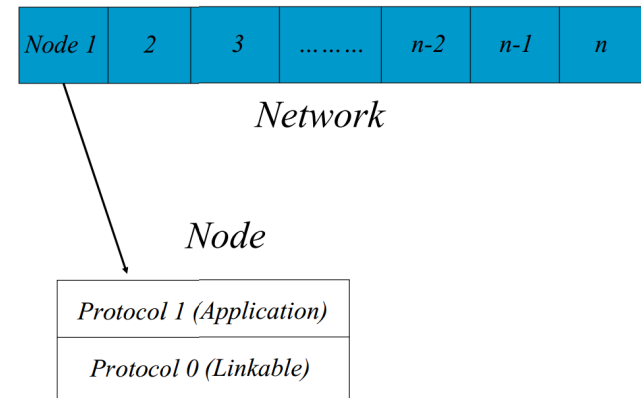 Node 1 2 3 ……… n-2 n-1 n
Network
Node
Protocol 1 (Application)
Protocol 0 (Linkable)